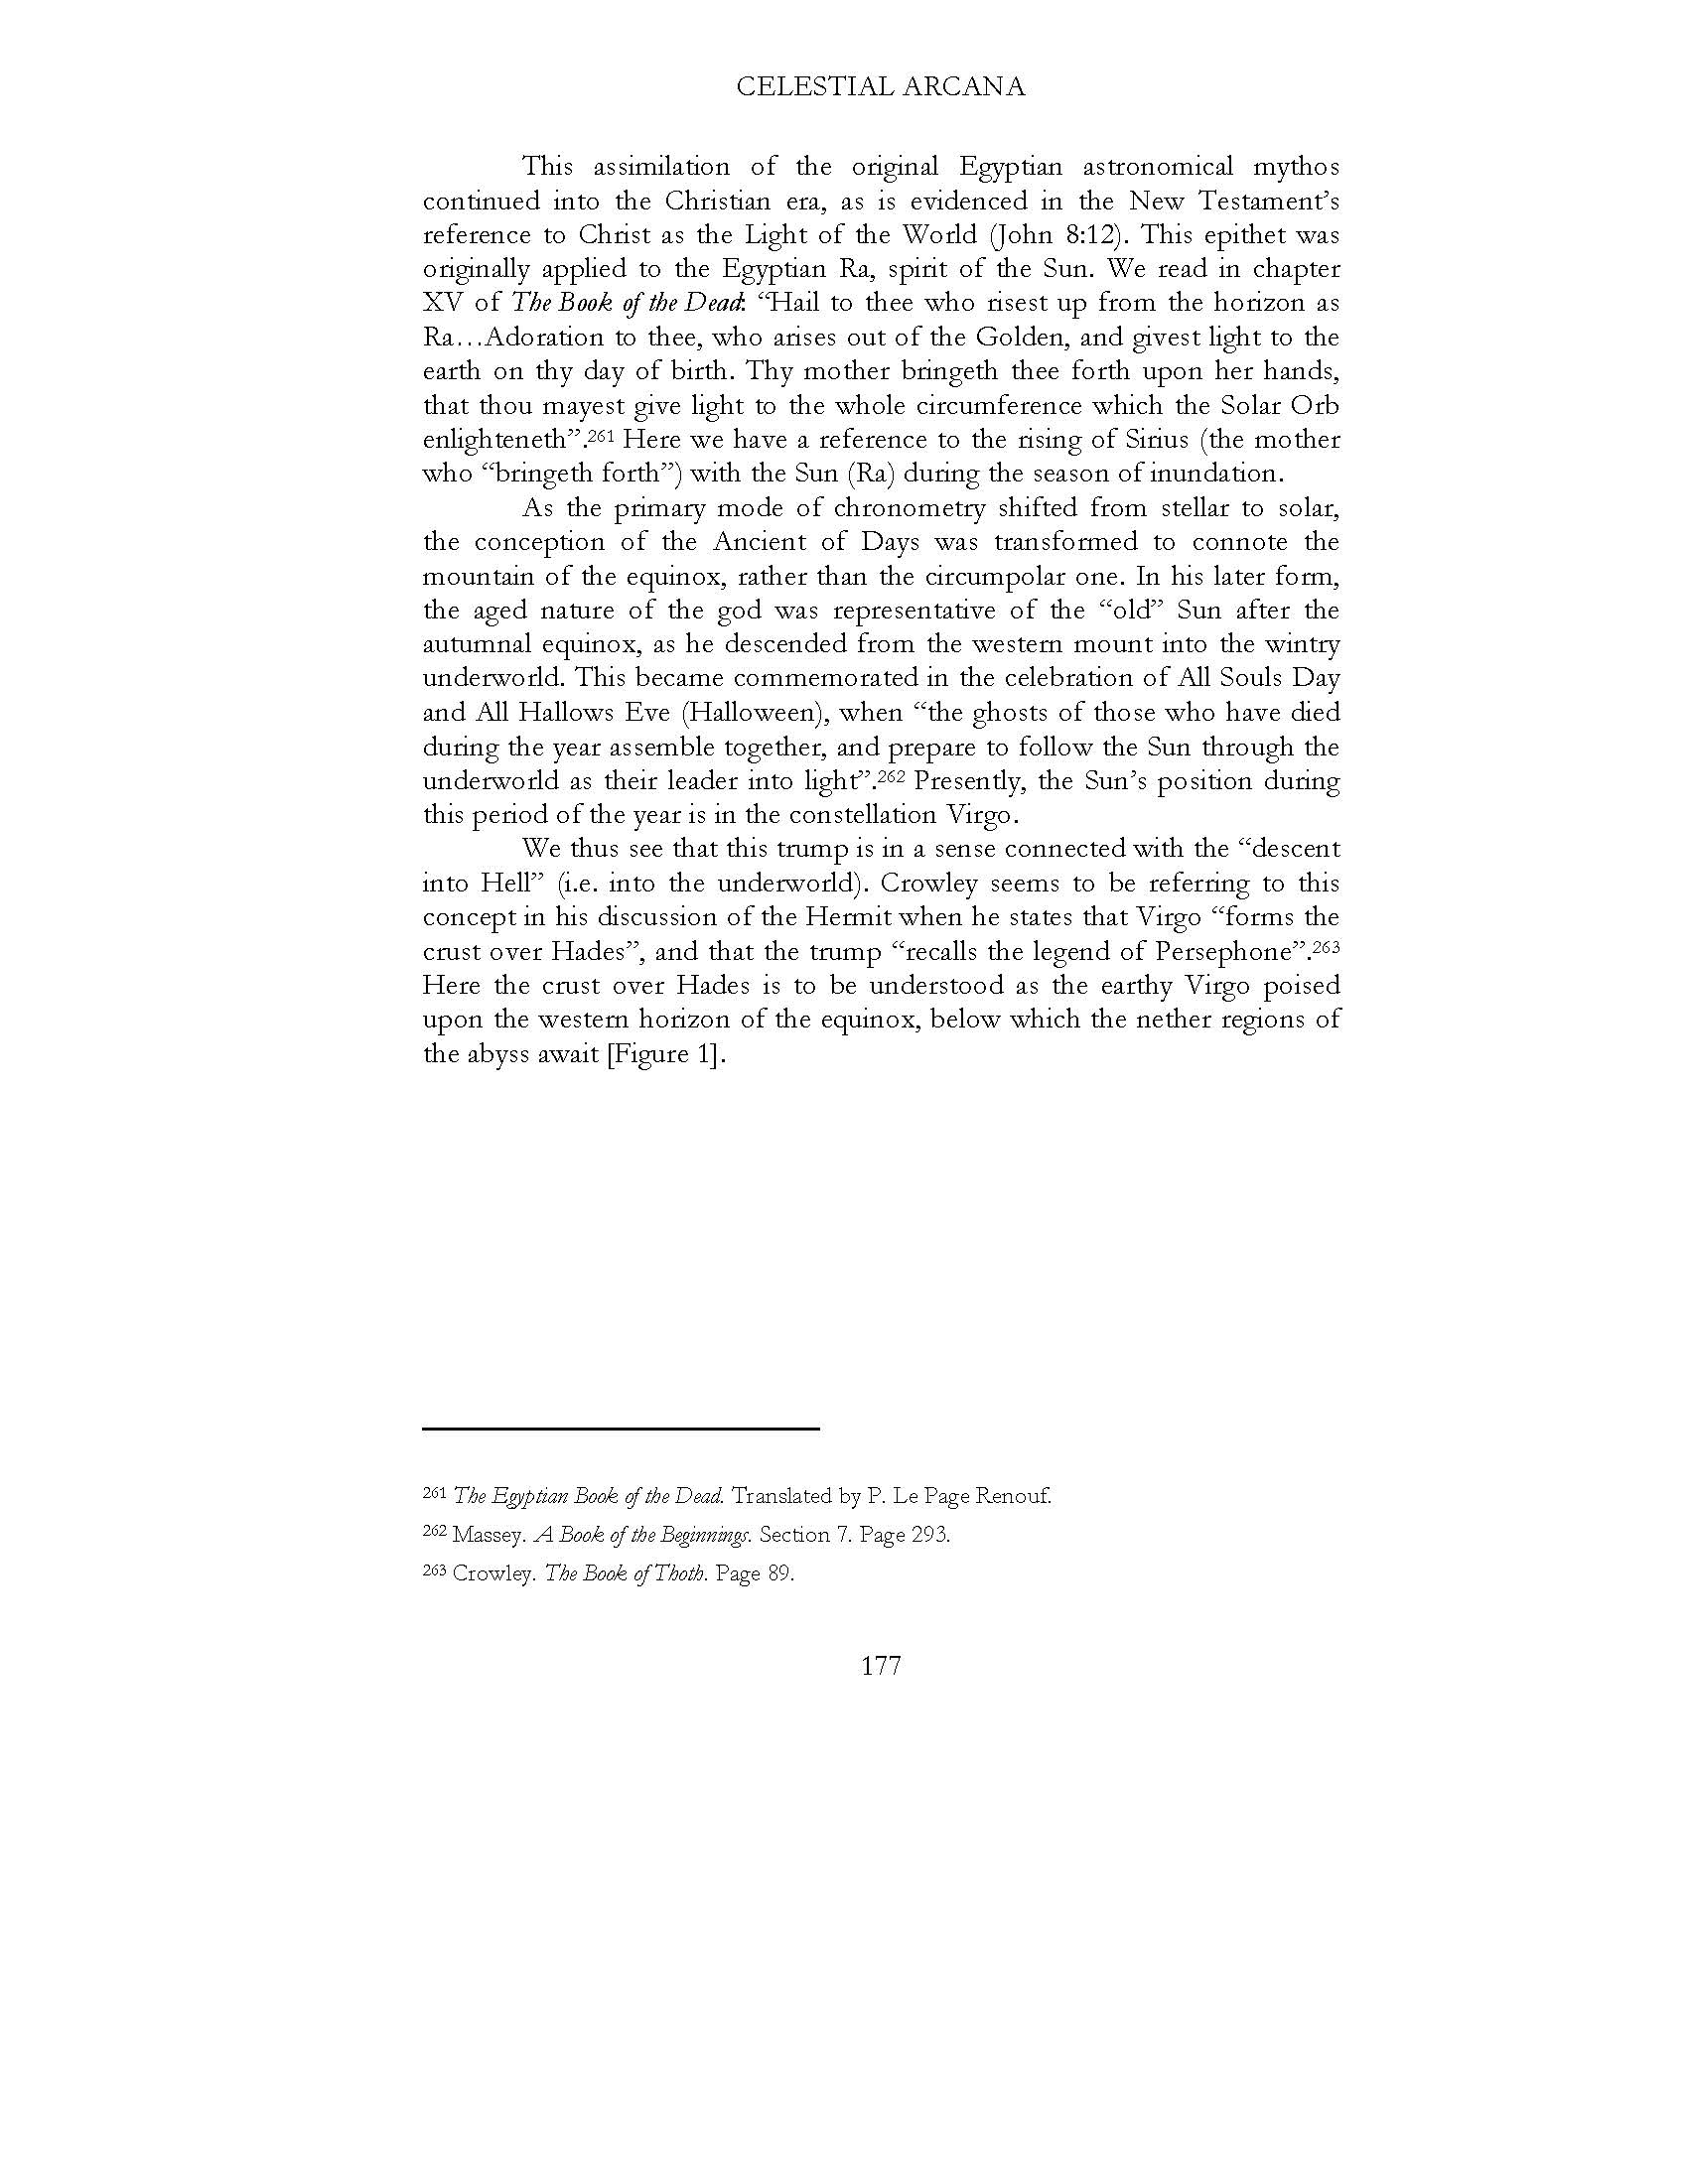 CELESTIAL ARCANA
This assimilation of the original Egyptian astronomical mythos
continued into the Christian era, as is evidenced in the New Testament’s
reference to Christ as the Light of the World (John 8:12). This epithet was
originally applied to the Egyptian Ra, spirit of the Sun. We read in chapter
XV of The Book of the Dead: “Hail to thee who risest up from the horizon as
Ra…Adoration to thee, who arises out of the Golden, and givest light to the
earth on thy day of birth. Thy mother bringeth thee forth upon her hands,
that thou mayest give light to the whole circumference which the Solar Orb
enlighteneth”.261 Here we have a reference to the rising of Sirius (the mother
who “bringeth forth”) with the Sun (Ra) during the season of inundation.
As the primary mode of chronometry shifted from stellar to solar,
the conception of the Ancient of Days was transformed to connote the
mountain of the equinox, rather than the circumpolar one. In his later form,
the aged nature of the god was representative of the “old” Sun after the
autumnal equinox, as he descended from the western mount into the wintry
underworld. This became commemorated in the celebration of All Souls Day
and All Hallows Eve (Halloween), when “the ghosts of those who have died
during the year assemble together, and prepare to follow the Sun through the
underworld as their leader into light”.262 Presently, the Sun’s position during
this period of the year is in the constellation Virgo.
We thus see that this trump is in a sense connected with the “descent
into Hell” (i.e. into the underworld). Crowley seems to be referring to this
concept in his discussion of the Hermit when he states that Virgo “forms the
crust over Hades”, and that the trump “recalls the legend of Persephone”.263
Here the crust over Hades is to be understood as the earthy Virgo poised
upon the western horizon of the equinox, below which the nether regions of
the abyss await [Figure 1].
261 The Egyptian Book of the Dead. Translated by P. Le Page Renouf.
262 Massey. A Book of the Beginnings. Section 7. Page 293.
263 Crowley. The Book of Thoth. Page 89.
177